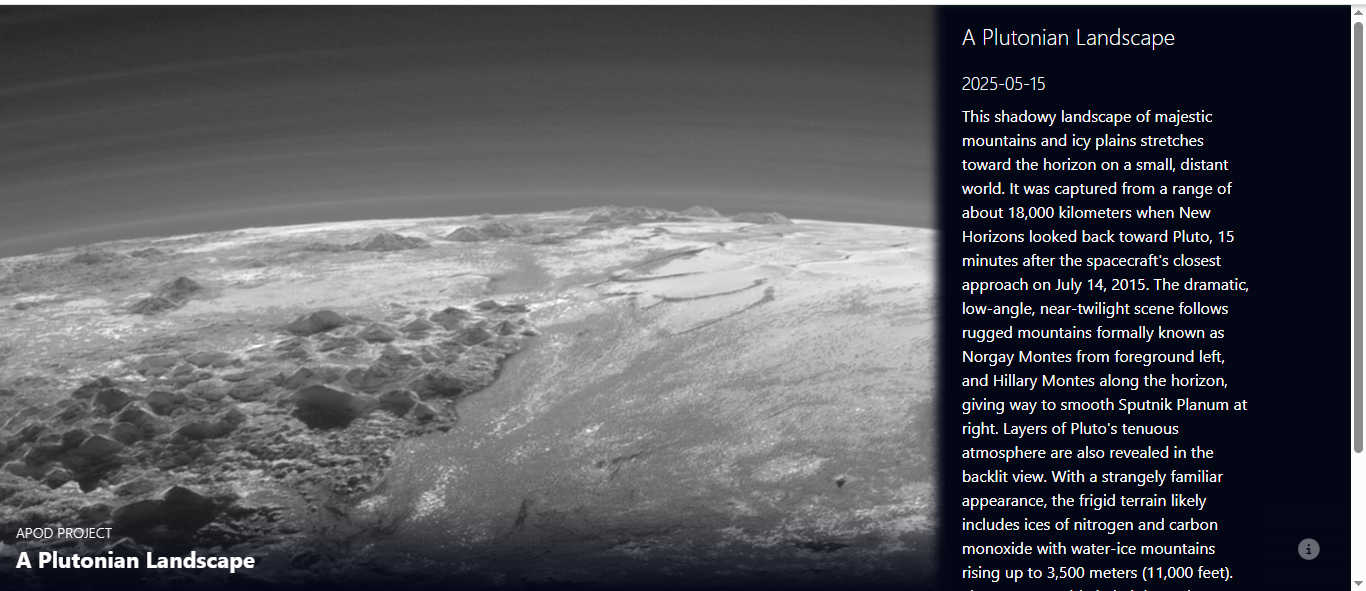 A Plutonian Landscape
2025-05-15
This shadowy landscape of majestic
mountains and icy plains stretches
toward the horizon on a small, distant
world. It was captured from a range of
about 18,000 kilometers when New
Horizons looked back toward Pluto, 15
minutes after the spacecraft's closest
approach on July 14, 2015. The dramatic,
low-angle, near-twilight scene follows
rugged mountains formally known as
Norgay Montes from foreground left,
and Hillary Montes along the horizon,
giving way to smooth Sputnik Planum at
right. Layers of Pluto's tenuous
atmosphere are also revealed in the
backlit view. With a strangely familiar
appearance, the frigid terrain likely
includes ices of nitrogen and carbon
monoxide with water-ice mountains
rising up to 3,500 meters (11,000 feet).
APOD PROJECT
A Plutonian Landscape